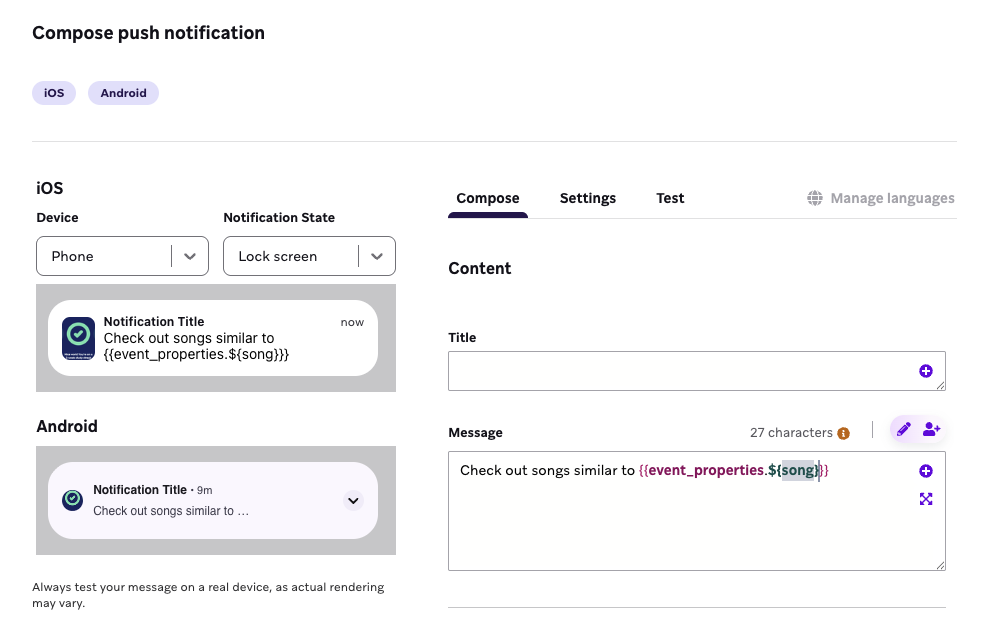 Compose push notification
iOS
Android
iOS
Device
Notification State
Phone
Lock screen
Notification Title
now
Check out songs similar to
{{event_properties.${song}}}
Android
Notification Title · 9m
Check out songs similar to …
Always test your message on a real device, as actual rendering
may vary.
Compose
Settings
Test
Manage languages
Content
Title
Message
27 characters
Check out songs similar to {{event_properties.${song}}}